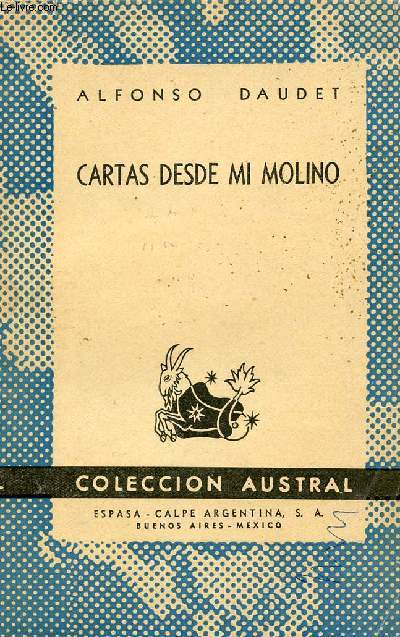 Le-livre.com
ALFONSO DAUDET
CARTAS DESDE MI MOLINO
COLECCION AUSTRAL
ESPASA - CALPE ARGENTINA, S. A.
BUENOS AIRES - MEXICO